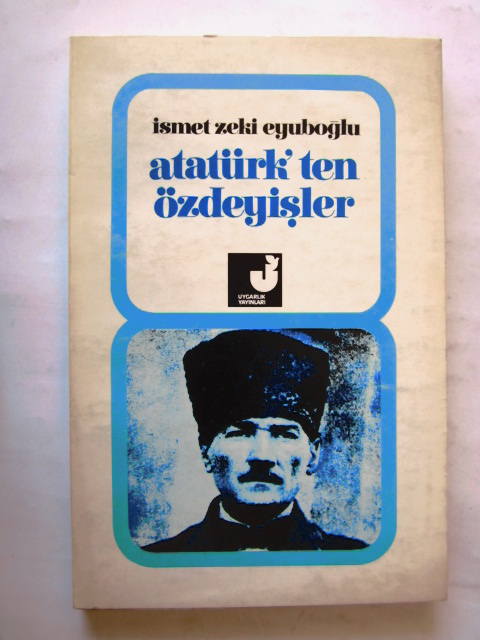 ismet zeki eyuboğlu
atatürk'ten
özdeyişler
UYGARLIK
YAYINLARI